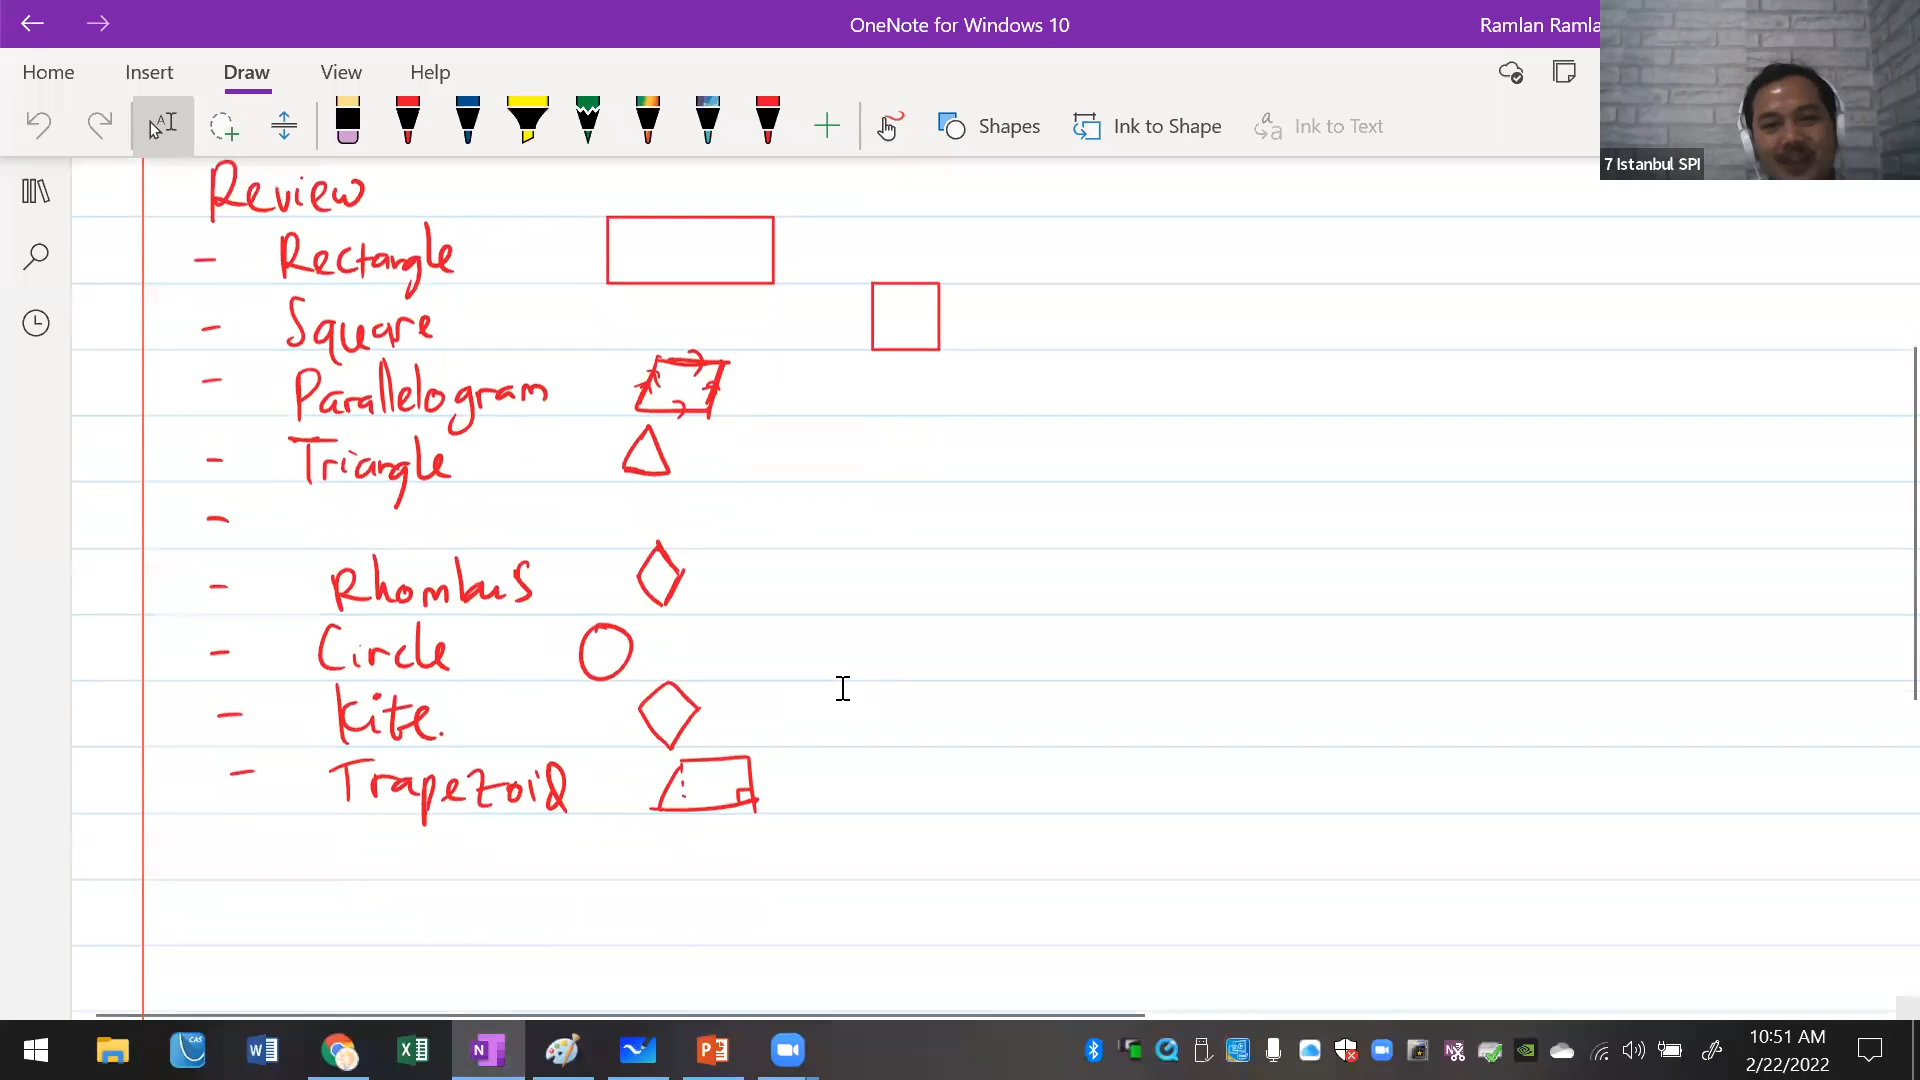 OneNote for Windows 10
Ramlan Ramla
Home Insert Draw View Help
Shapes Ink to Shape Ink to Text
7 Istanbul SPI
Review
- Rectangle
- Square
- Parallelogram
- Triangle
-
- Rhombus
- Circle
- Kite.
- Trapezoid
10:51 AM
2/22/2022